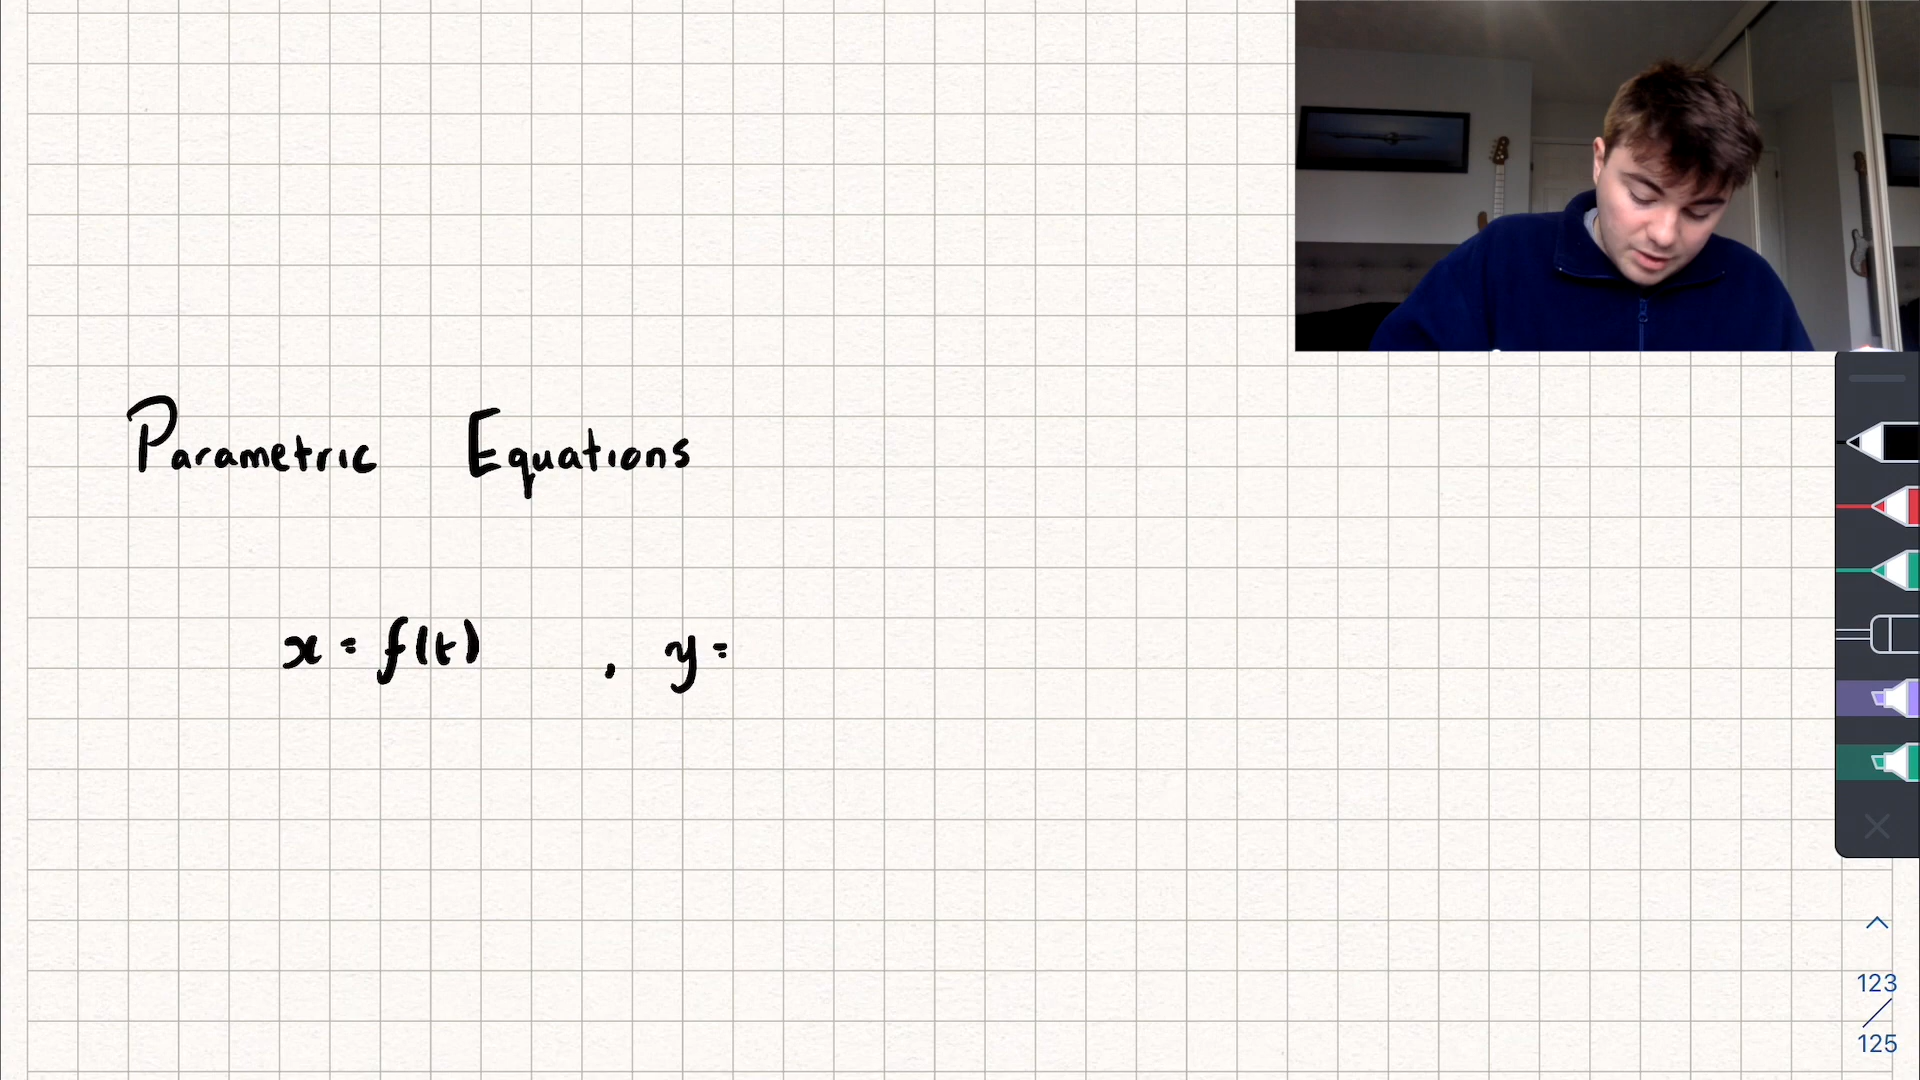 Parametric Equations
x = f(t) , y =
123
/
125